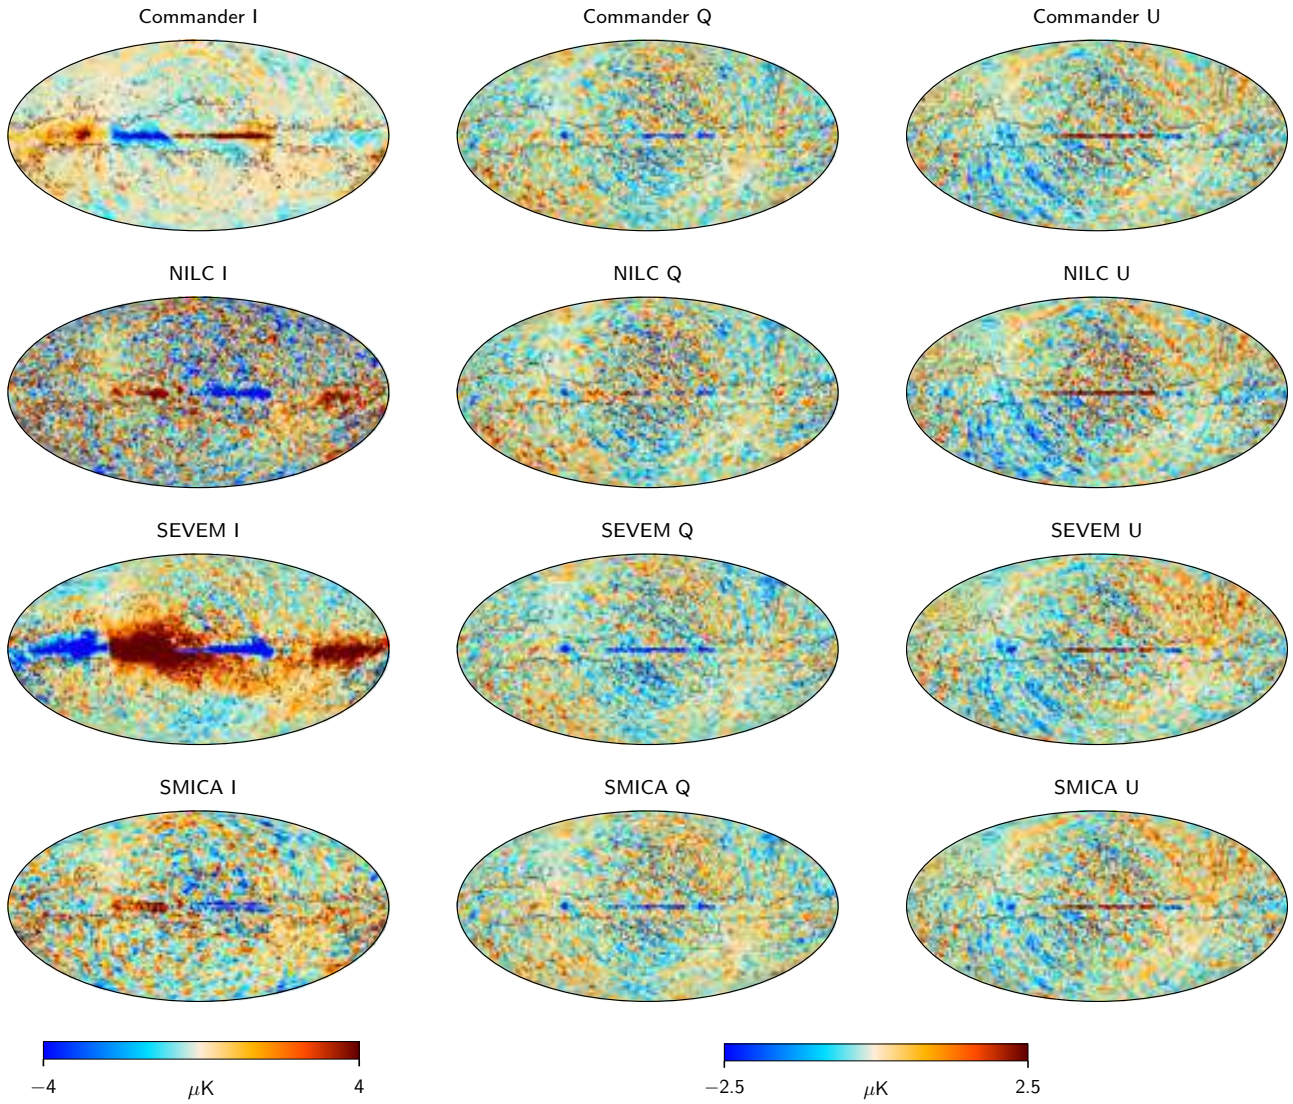 Commander I Commander Q Commander U
NILC I NILC Q NILC U
SEVEM I SEVEM Q SEVEM U
SMICA I SMICA Q SMICA U
−4 μK 4 −2.5 μK 2.5